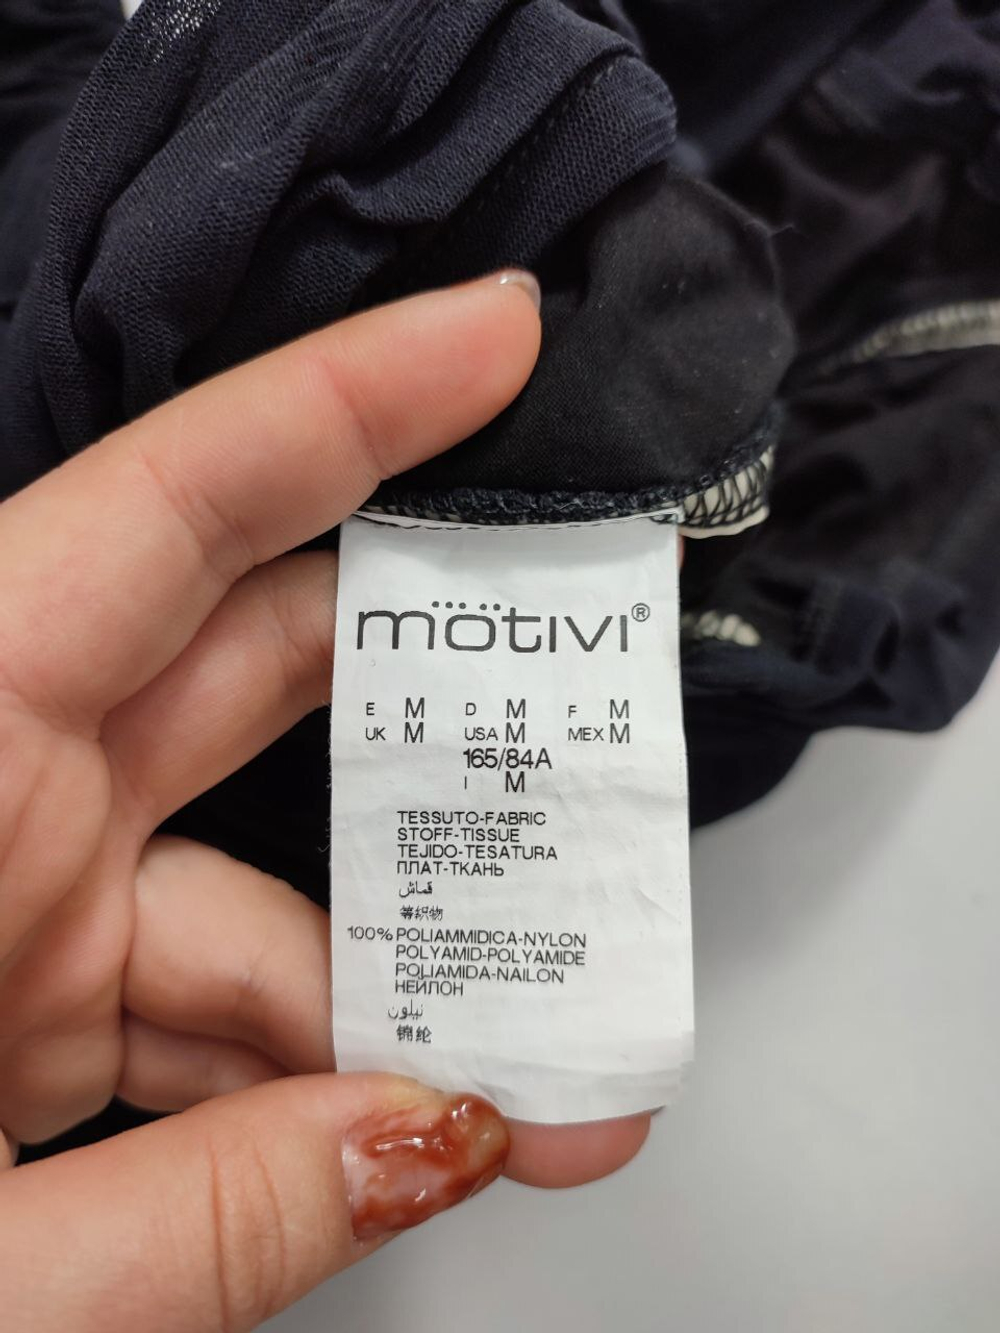 mötivi®
E M D M F M
UK M USA M MEX M
165/84A
I M
TESSUTO-FABRIC
STOFF-TISSUE
TEJIDO-TESATURA
ПЛАТ-ТКАНЬ
قماش
等织物
100% POLIAMMIDICA-NYLON
POLYAMID-POLYAMIDE
POLIAMIDA-NAILON
НЕЙЛОН
نيلون
锦纶